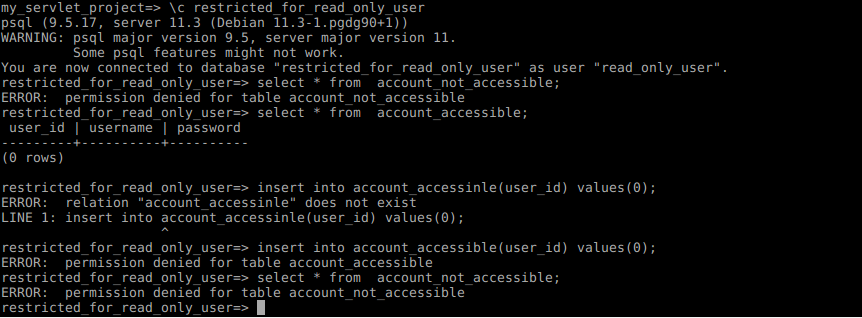 my_servlet_project=> \c restricted_for_read_only_user
psql (9.5.17, server 11.3 (Debian 11.3-1.pgdg90+1))
WARNING: psql major version 9.5, server major version 11.
         Some psql features might not work.
You are now connected to database "restricted_for_read_only_user" as user "read_only_user".
restricted_for_read_only_user=> select * from  account_not_accessible;
ERROR:  permission denied for table account_not_accessible
restricted_for_read_only_user=> select * from  account_accessible;
 user_id | username | password
---------+----------+----------
(0 rows)

restricted_for_read_only_user=> insert into account_accessinle(user_id) values(0);
ERROR:  relation "account_accessinle" does not exist
LINE 1: insert into account_accessinle(user_id) values(0);
                    ^
restricted_for_read_only_user=> insert into account_accessible(user_id) values(0);
ERROR:  permission denied for table account_accessible
restricted_for_read_only_user=> select * from  account_not_accessible;
ERROR:  permission denied for table account_not_accessible
restricted_for_read_only_user=>